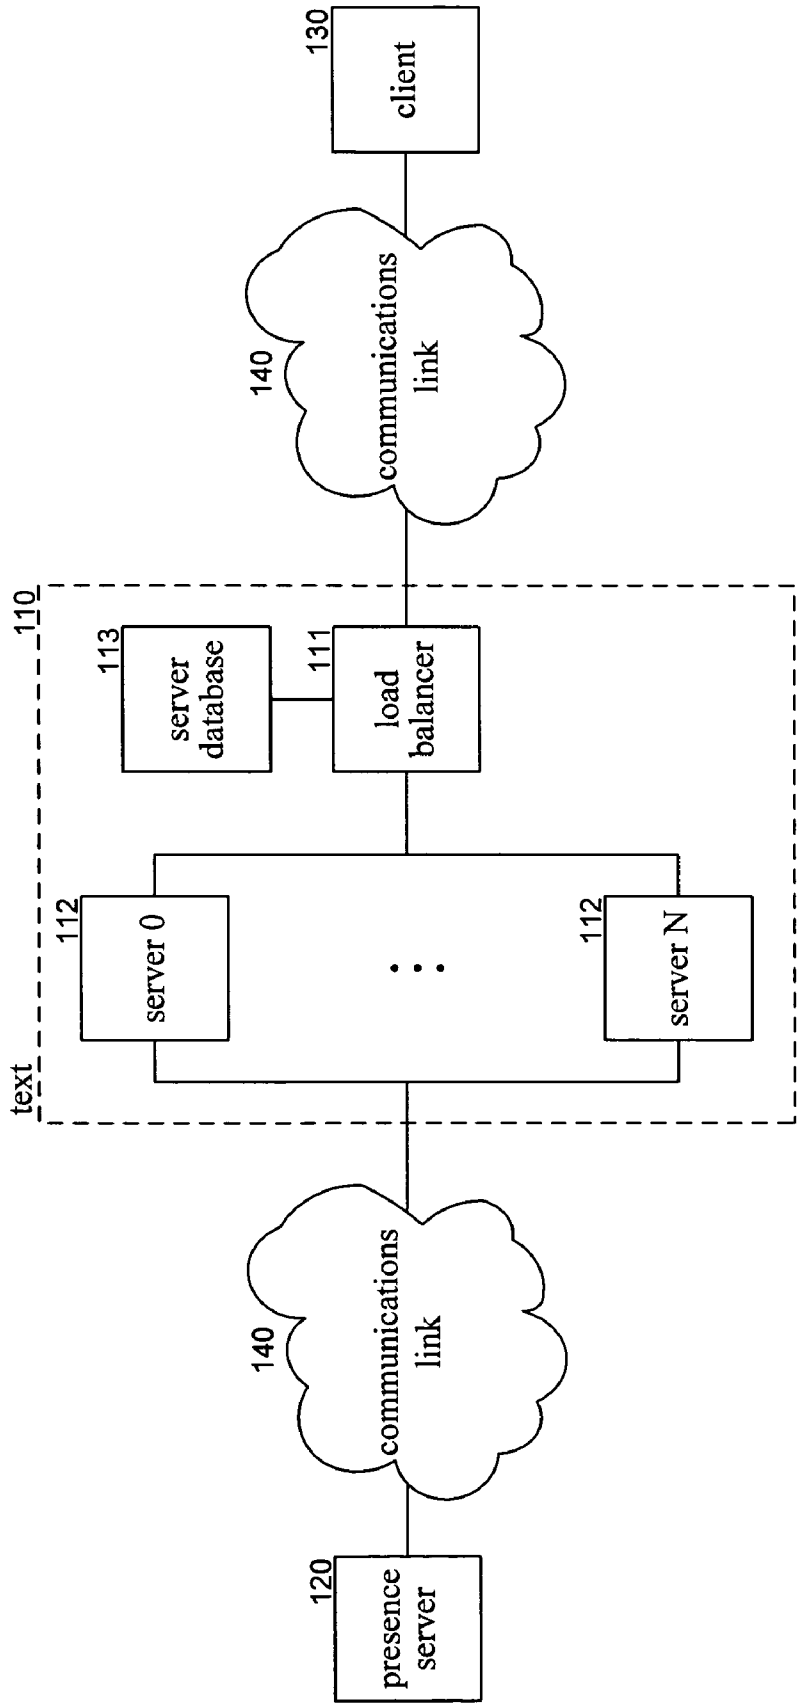 text
110
112
server 0
113
server
database
120
presence
server
140
communications
link
111
load
balancer
140
communications
link
130
client
112
server N